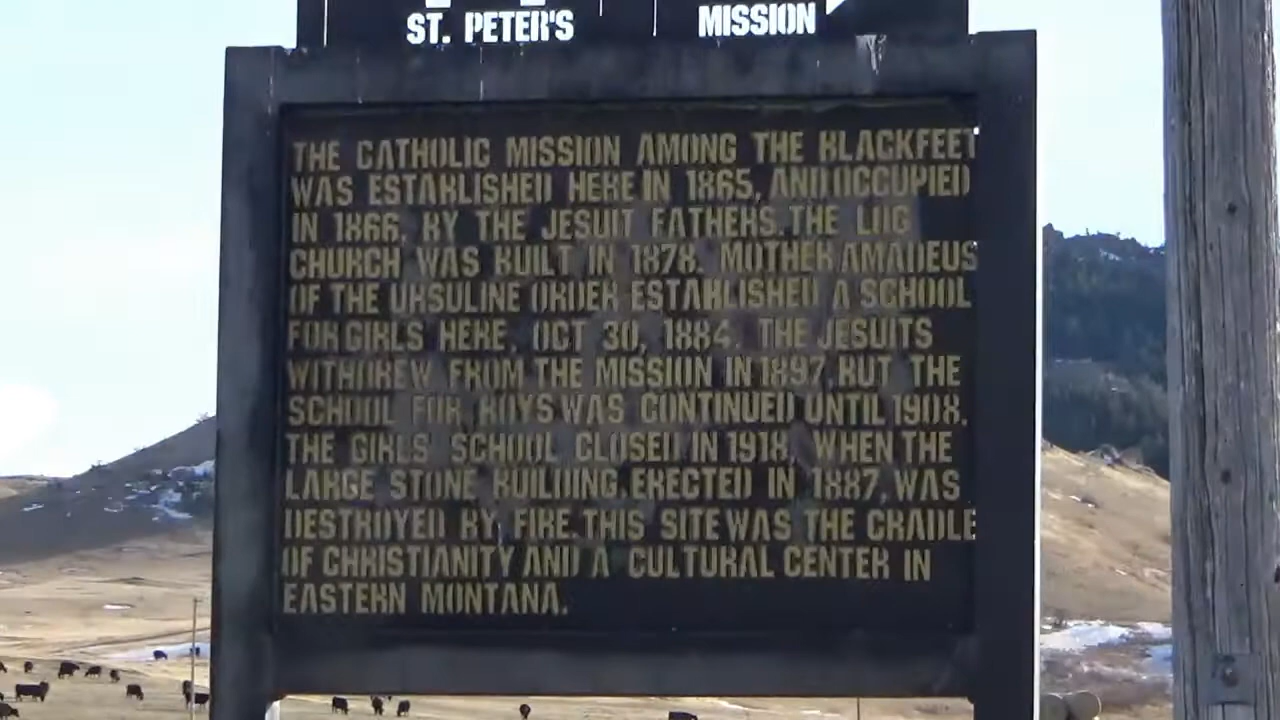 ST. PETER'S MISSION
THE CATHOLIC MISSION AMONG THE BLACKFEET
WAS ESTABLISHED HERE IN 1865, AND OCCUPIED
IN 1866, BY THE JESUIT FATHERS. THE LOG
CHURCH WAS BUILT IN 1878. MOTHER AMADEUS
OF THE URSULINE ORDER ESTABLISHED A SCHOOL
FOR GIRLS HERE, OCT 30, 1884. THE JESUITS
WITHDREW FROM THE MISSION IN 1897, BUT THE
SCHOOL FOR BOYS WAS CONTINUED UNTIL 1908.
THE GIRLS SCHOOL CLOSED IN 1918, WHEN THE
LARGE STONE BUILDING, ERECTED IN 1887, WAS
DESTROYED BY FIRE. THIS SITE WAS THE CRADLE
OF CHRISTIANITY AND A CULTURAL CENTER IN
EASTERN MONTANA.